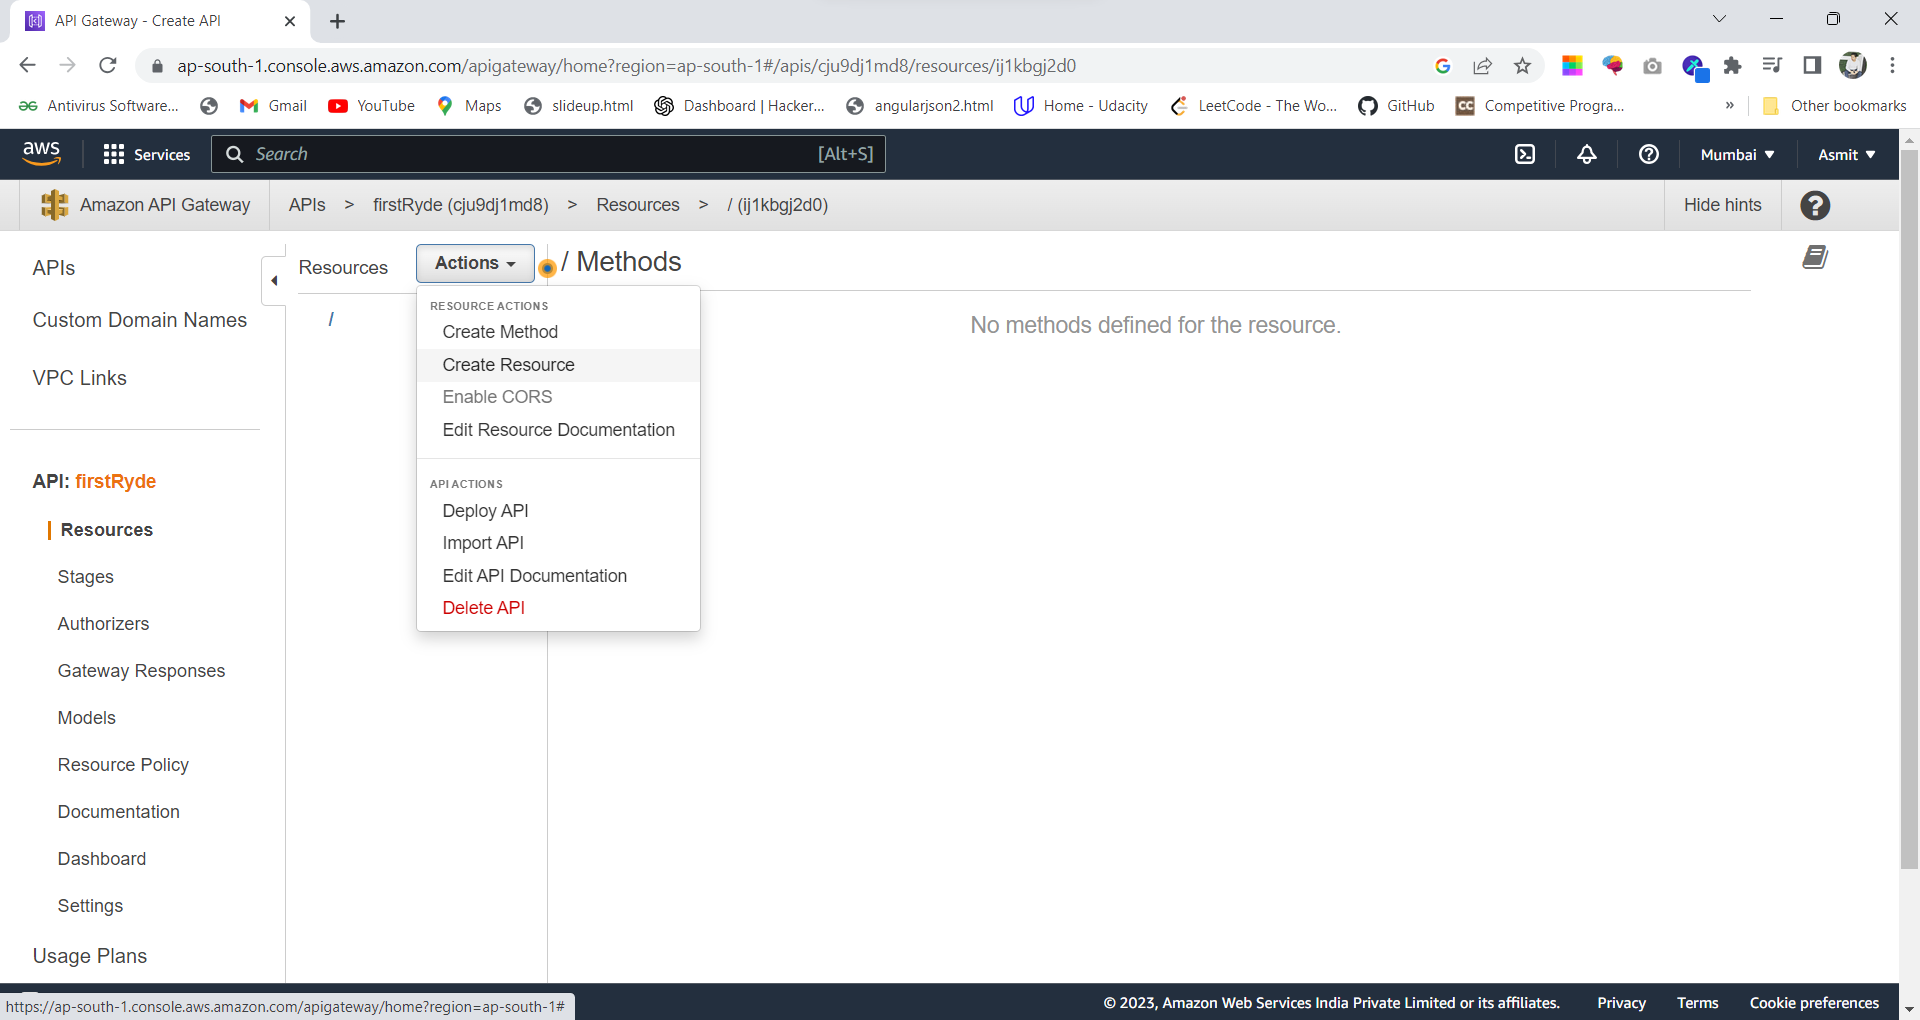 API Gateway - Create API
ap-south-1.console.aws.amazon.com/apigateway/home?region=ap-south-1#/apis/cju9dj1md8/resources/ij1kbgj2d0
Antivirus Software... Gmail YouTube Maps slideup.html Dashboard | Hacker... angularjson2.html Home - Udacity LeetCode - The Wo... GitHub CC Competitive Progra... » Other bookmarks
aws Services Search [Alt+S] Mumbai ▼ Asmit ▼
Amazon API Gateway APIs > firstRyde (cju9dj1md8) > Resources > / (ij1kbgj2d0) Hide hints ?
APIs
Custom Domain Names
VPC Links
API: firstRyde
Resources
Stages
Authorizers
Gateway Responses
Models
Resource Policy
Documentation
Dashboard
Settings
Usage Plans
Resources Actions
/
RESOURCE ACTIONS
Create Method
Create Resource
Enable CORS
Edit Resource Documentation
API ACTIONS
Deploy API
Import API
Edit API Documentation
Delete API
/ Methods
No methods defined for the resource.
https://ap-south-1.console.aws.amazon.com/apigateway/home?region=ap-south-1#
© 2023, Amazon Web Services India Private Limited or its affiliates. Privacy Terms Cookie preferences